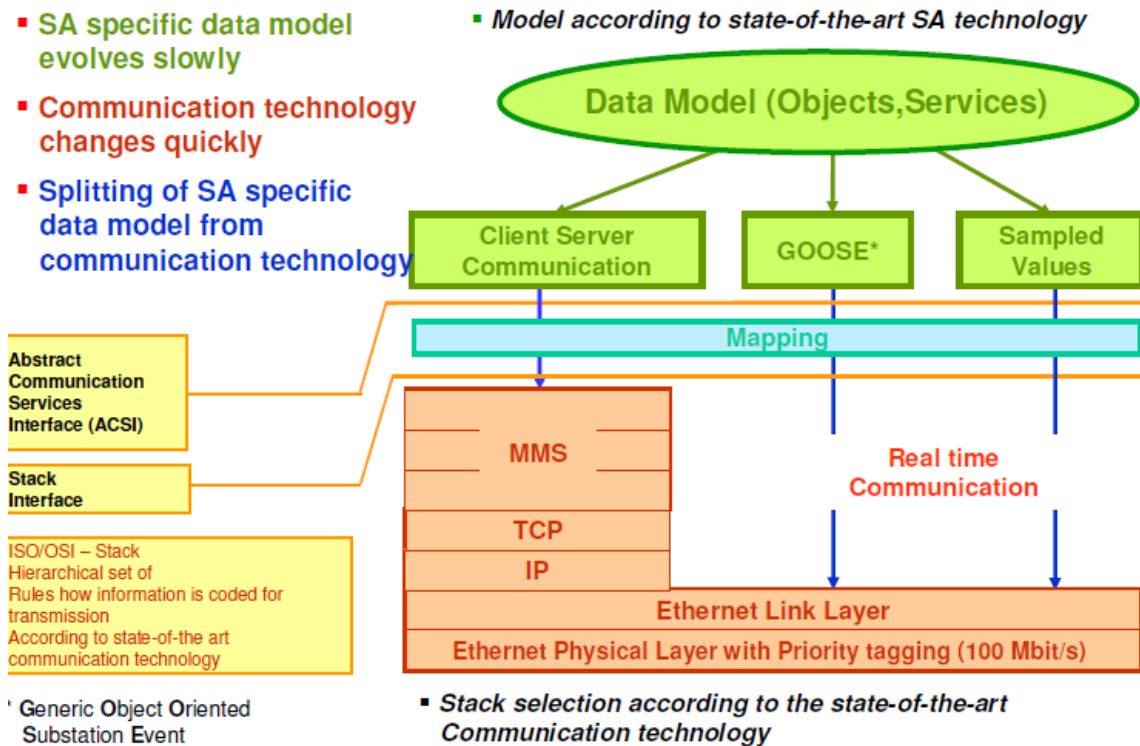 ▪ SA specific data model
evolves slowly
▪ Communication technology
changes quickly
▪ Splitting of SA specific
data model from
communication technology
▪ Model according to state-of-the-art SA technology
Data Model (Objects,Services)
Client Server
Communication
GOOSE*
Sampled
Values
Mapping
Abstract
Communication
Services
Interface (ACSI)
Stack
Interface
MMS
TCP
IP
Real time
Communication
Ethernet Link Layer
Ethernet Physical Layer with Priority tagging (100 Mbit/s)
ISO/OSI – Stack
Hierarchical set of
Rules how information is coded for
transmission
According to state-of-the art
communication technology
* Generic Object Oriented
Substation Event
▪ Stack selection according to the state-of-the-art
Communication technology